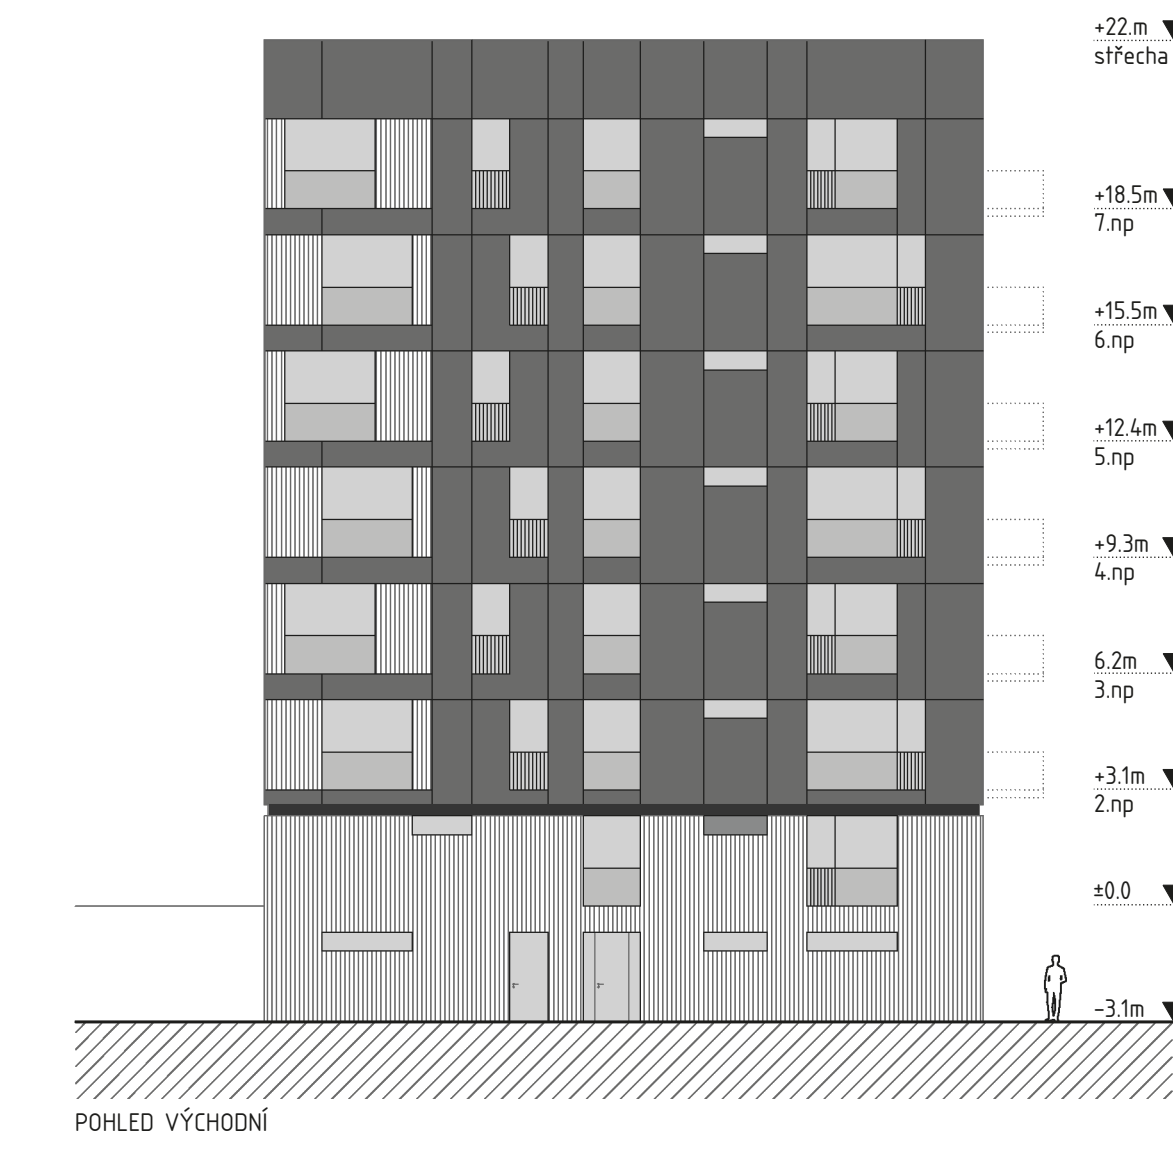 +22.m
střecha
+18.5m
7.np
+15.5m
6.np
+12.4m
5.np
+9.3m
4.np
6.2m
3.np
+3.1m
2.np
±0.0
−3.1m
POHLED VÝCHODNÍ